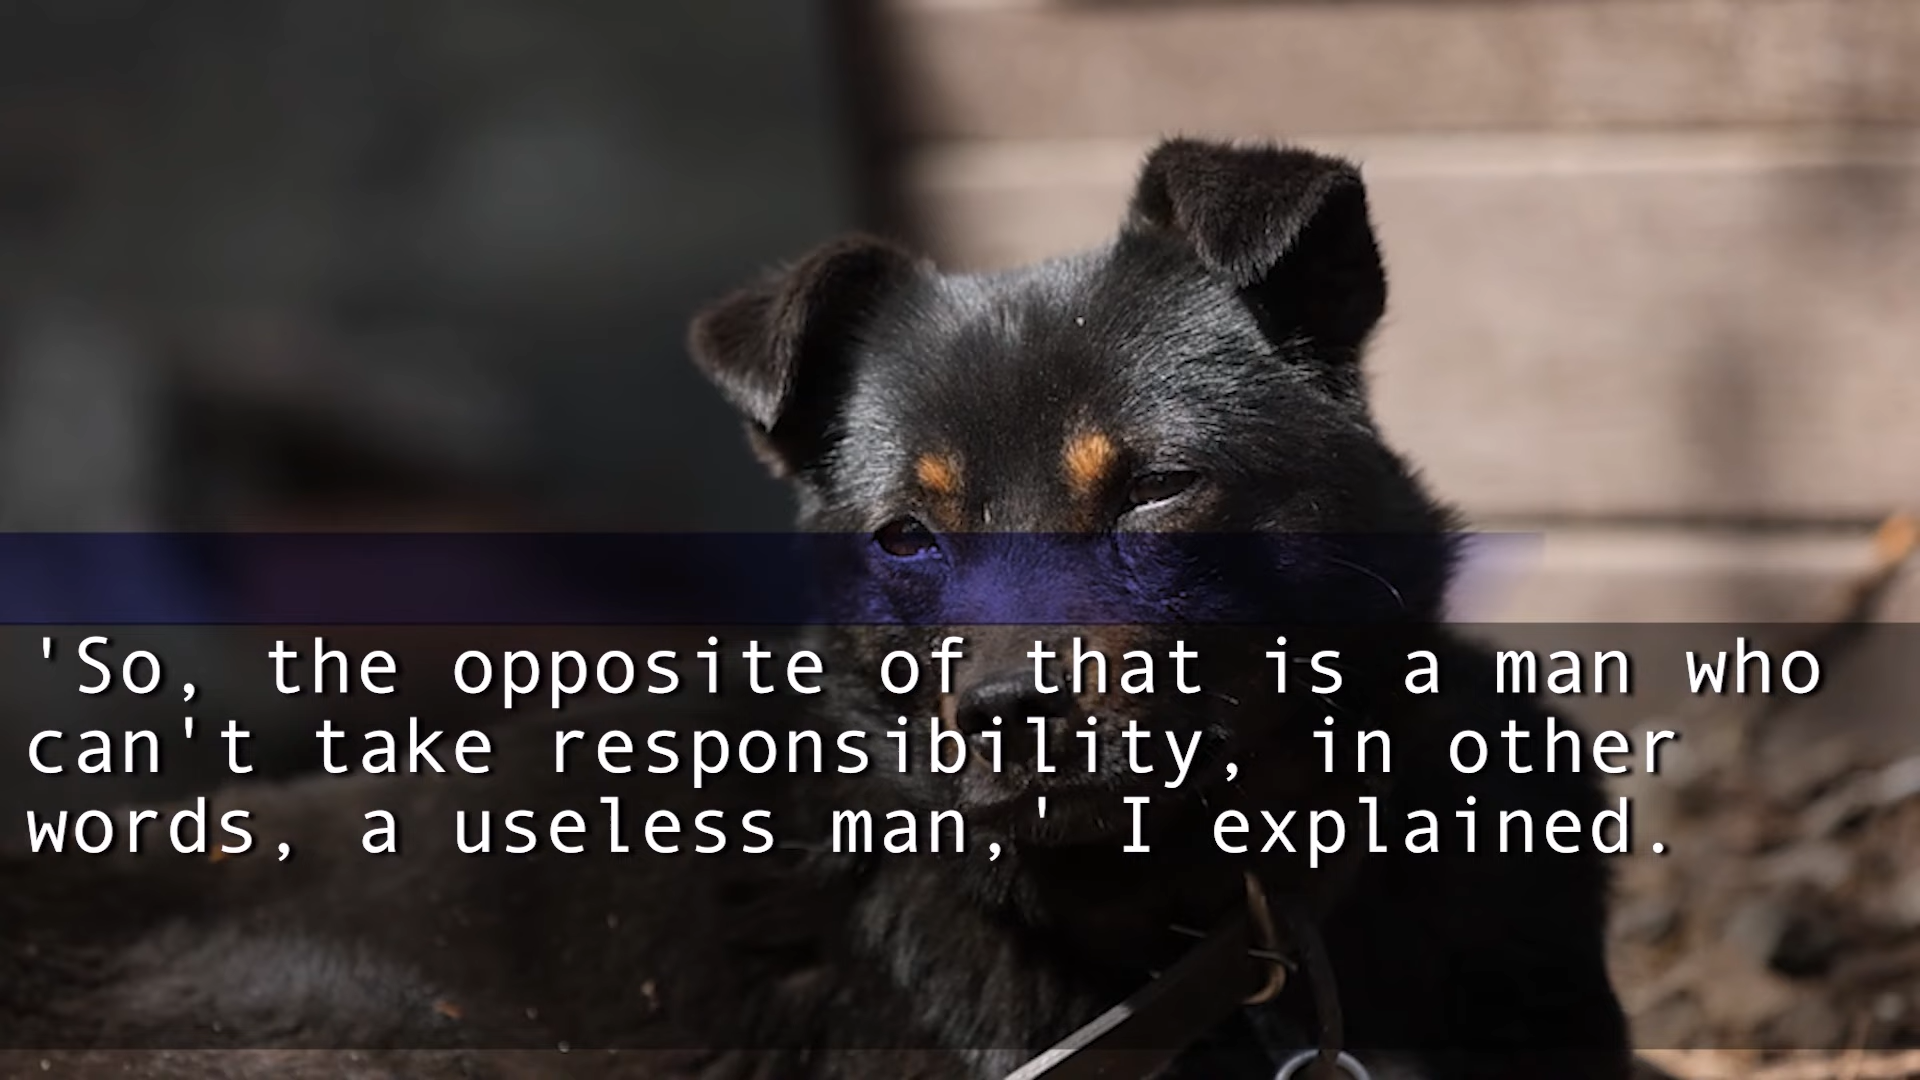 'So, the opposite of that is a man who
can't take responsibility, in other
words, a useless man,' I explained.